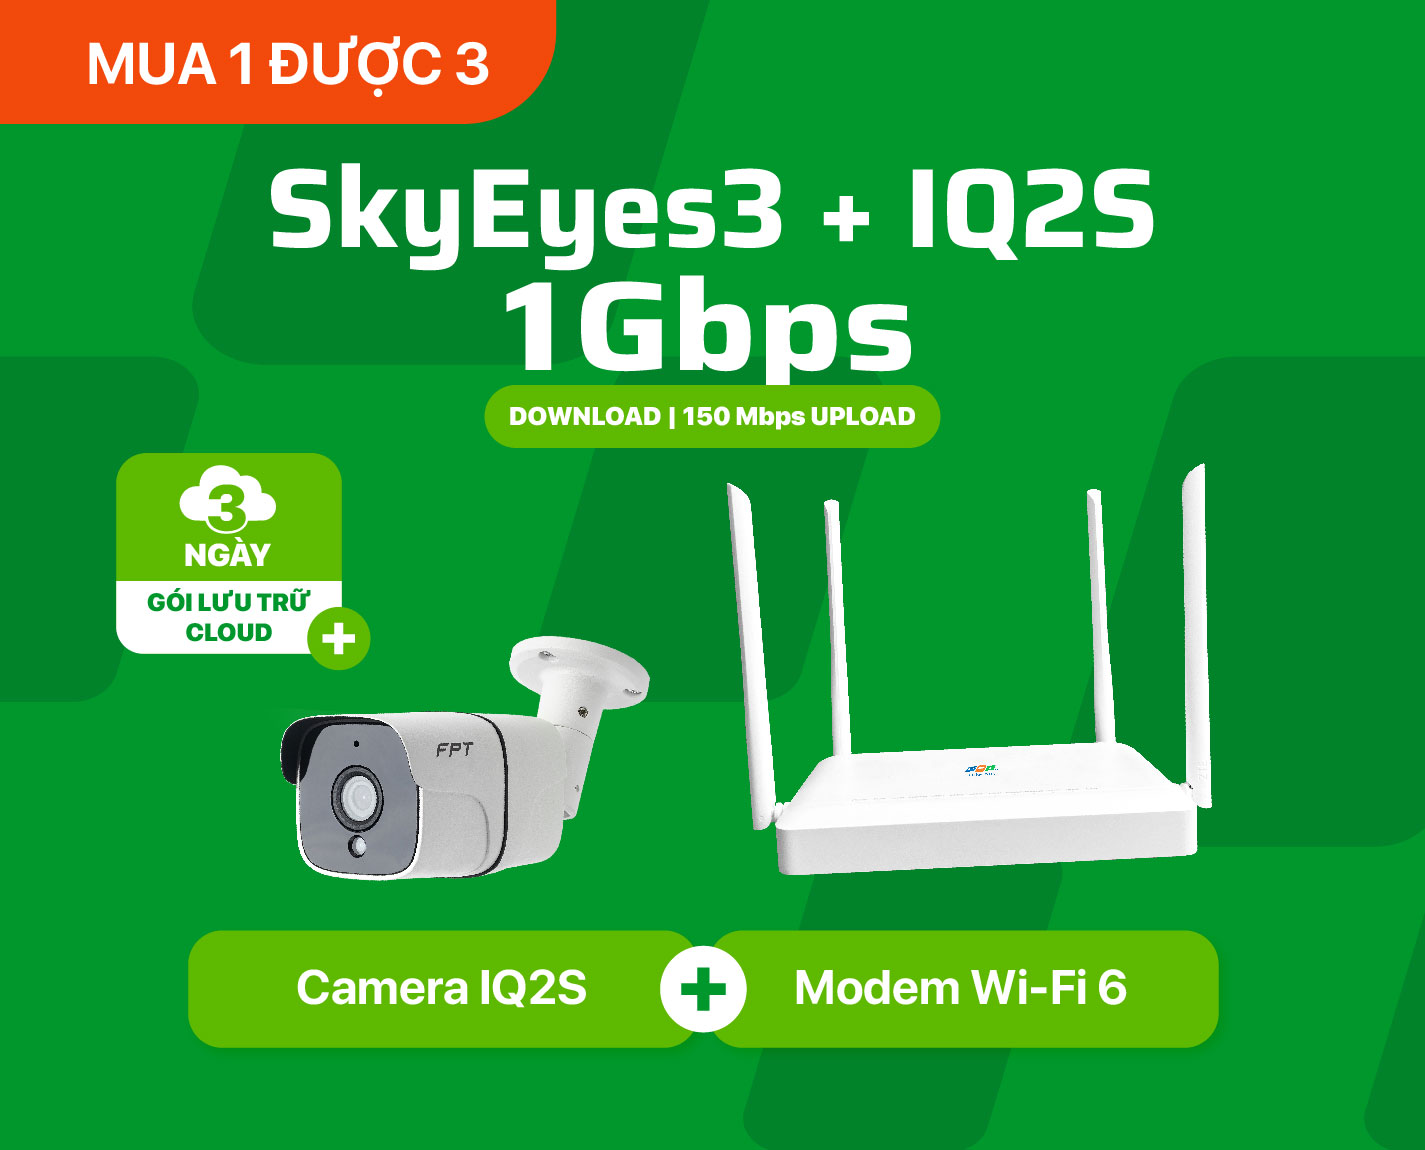 MUA 1 ĐƯỢC 3
SkyEyes3 + IQ2S
1Gbps
DOWNLOAD | 150 Mbps UPLOAD
3
NGÀY
GÓI LƯU TRỮ
CLOUD
+
FPT
Camera IQ2S + Modem Wi-Fi 6